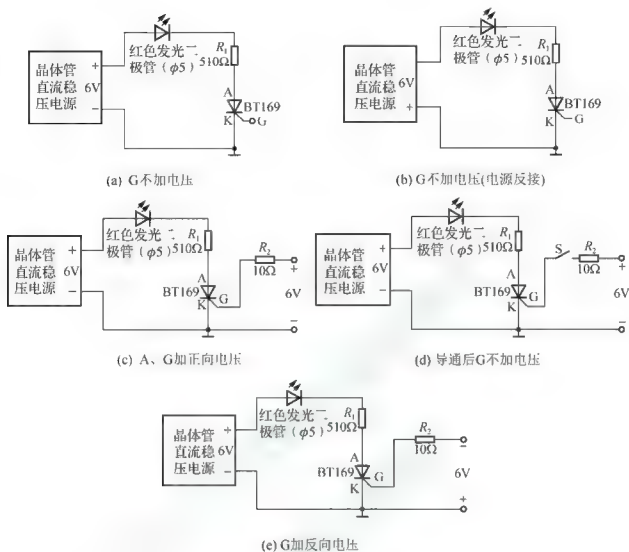 晶体管
直流稳
压电源
+
6V
−
红色发光二
极管（φ5）
R₁
510Ω
A
BT169
K
G
(a) G不加电压
晶体管
直流稳
压电源
−
6V
+
红色发光二
极管（φ5）
R₁
510Ω
A
BT169
K
G
(b) G不加电压(电源反接)
晶体管
直流稳
压电源
+
6V
−
红色发光二
极管（φ5）
R₁
510Ω
A
BT169
K
G
R₂
10Ω
+
6V
−
(c) A、G加正向电压
晶体管
直流稳
压电源
+
6V
−
红色发光二
极管（φ5）
R₁
510Ω
A
BT169
K
G
S
R₂
10Ω
+
6V
−
(d) 导通后G不加电压
晶体管
直流稳
压电源
+
6V
−
红色发光二
极管（φ5）
R₁
510Ω
A
BT169
K
G
R₂
10Ω
−
6V
+
(e) G加反向电压